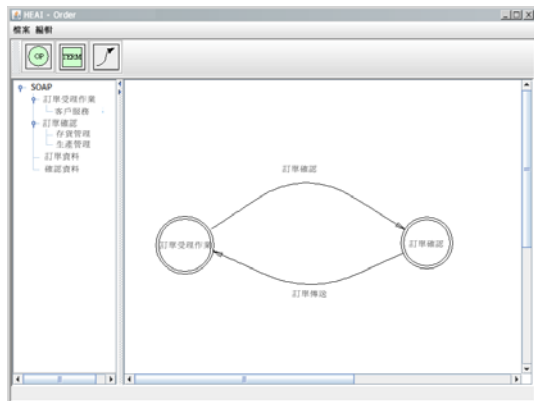 HEAI - Order
檔案 編輯
OP TERM
SOAP
訂單受理作業
客戶服務
訂單確認
存貨管理
生產管理
訂單資料
確認資料
訂單確認
訂單受理作業
訂單確認
訂單傳送